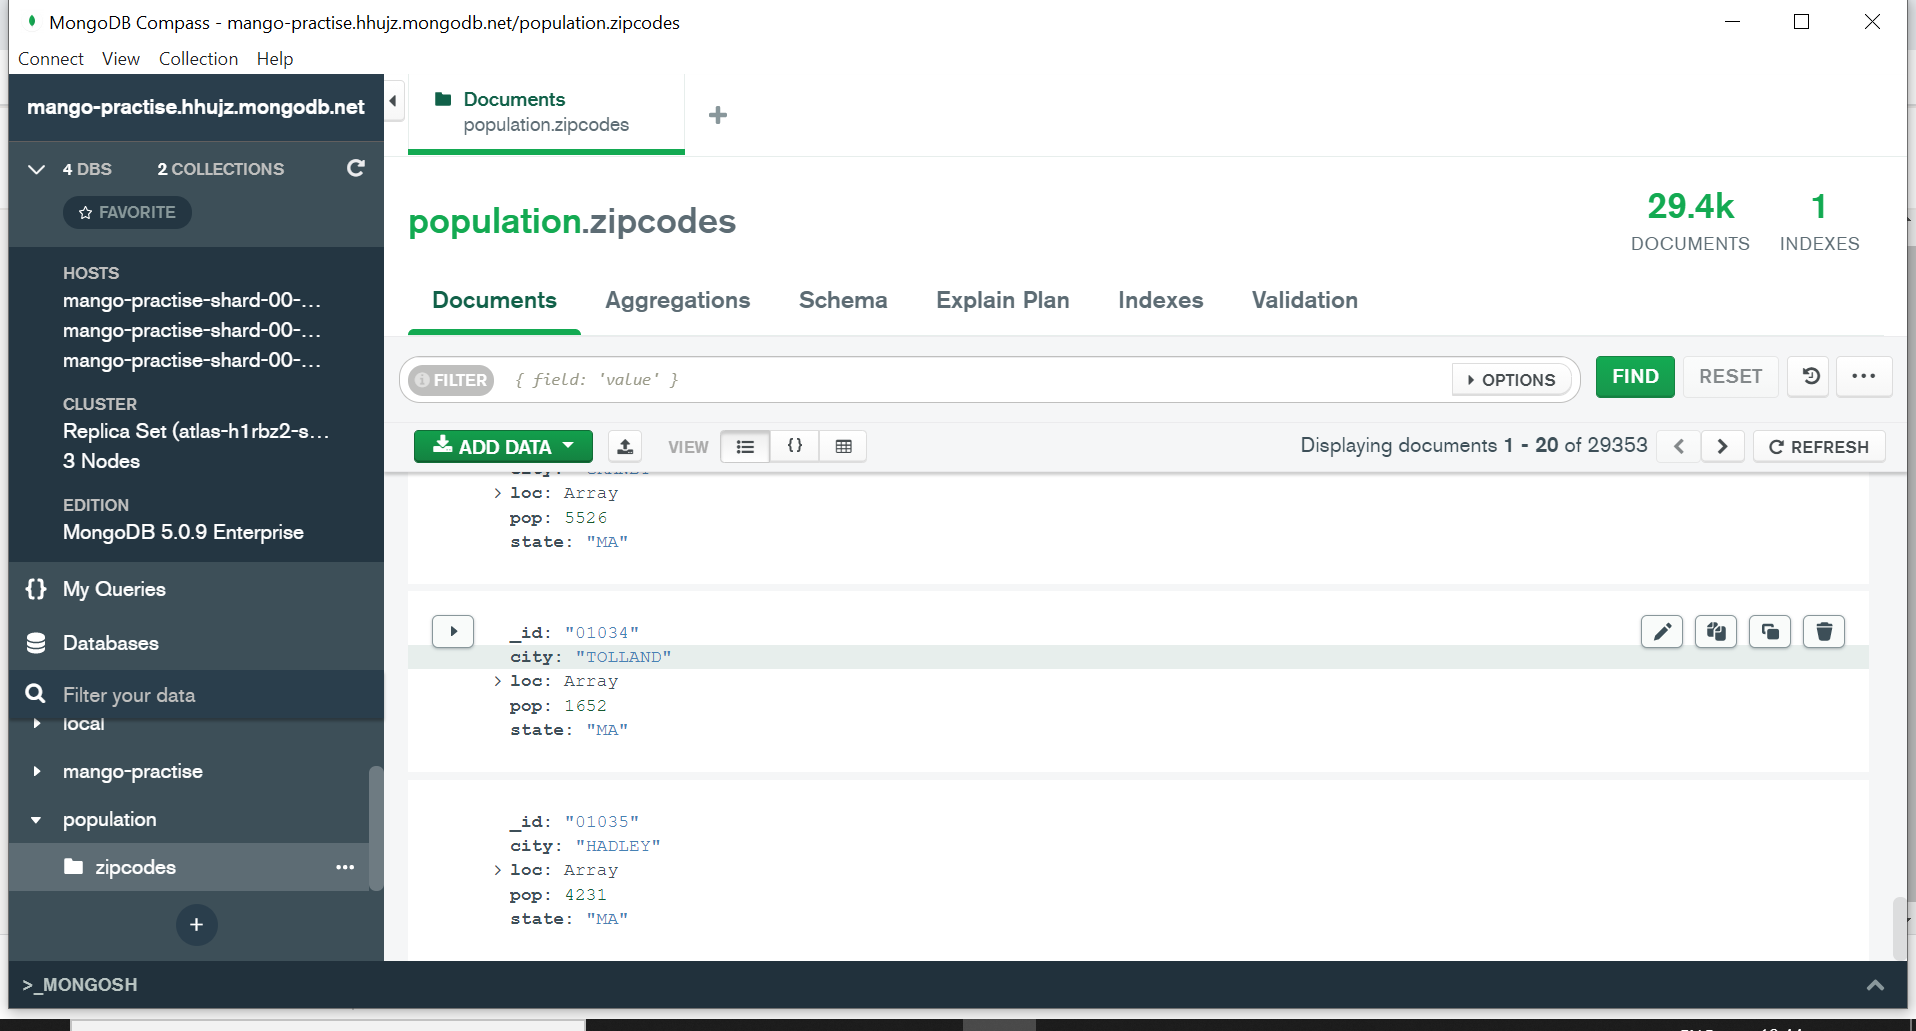 MongoDB Compass - mango-practise.hhujz.mongodb.net/population.zipcodes
Connect View Collection Help
mango-practise.hhujz.mongodb.net
4 DBS 2 COLLECTIONS
FAVORITE
HOSTS
mango-practise-shard-00-...
mango-practise-shard-00-...
mango-practise-shard-00-...
CLUSTER
Replica Set (atlas-h1rbz2-s...
3 Nodes
EDITION
MongoDB 5.0.9 Enterprise
{} My Queries
Databases
Filter your data
local
mango-practise
population
zipcodes ...
+
Documents
population.zipcodes
+
population.zipcodes
29.4k
DOCUMENTS
1
INDEXES
Documents Aggregations Schema Explain Plan Indexes Validation
FILTER { field: 'value' } OPTIONS FIND RESET ...
ADD DATA VIEW {} Displaying documents 1 - 20 of 29353 < > REFRESH
> loc: Array
pop: 5526
state: "MA"
_id: "01034"
city: "TOLLAND"
> loc: Array
pop: 1652
state: "MA"
_id: "01035"
city: "HADLEY"
> loc: Array
pop: 4231
state: "MA"
>_MONGOSH